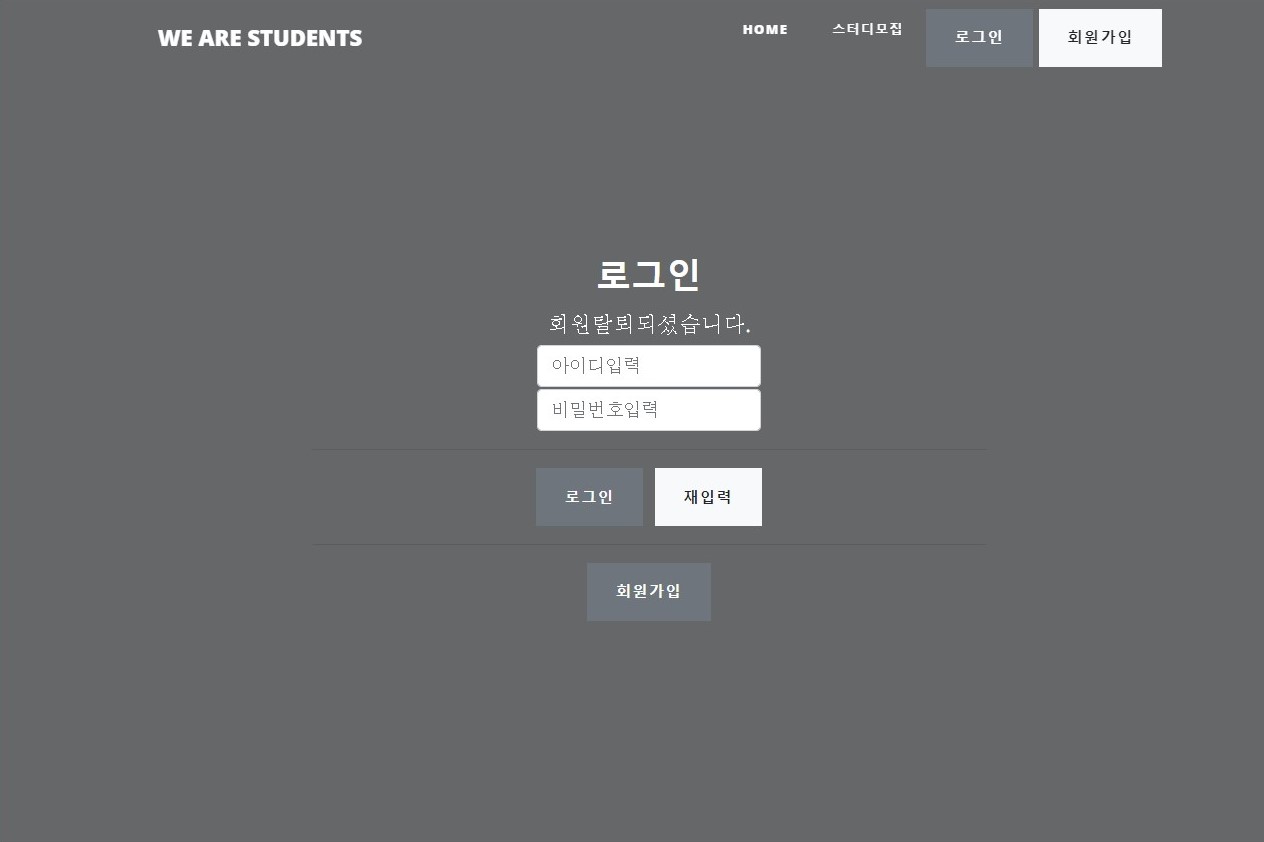 WE ARE STUDENTS
HOME
스터디모집
로그인
회원가입
로그인
회원탈퇴되셨습니다.
아이디입력
비밀번호입력
로그인
재입력
회원가입